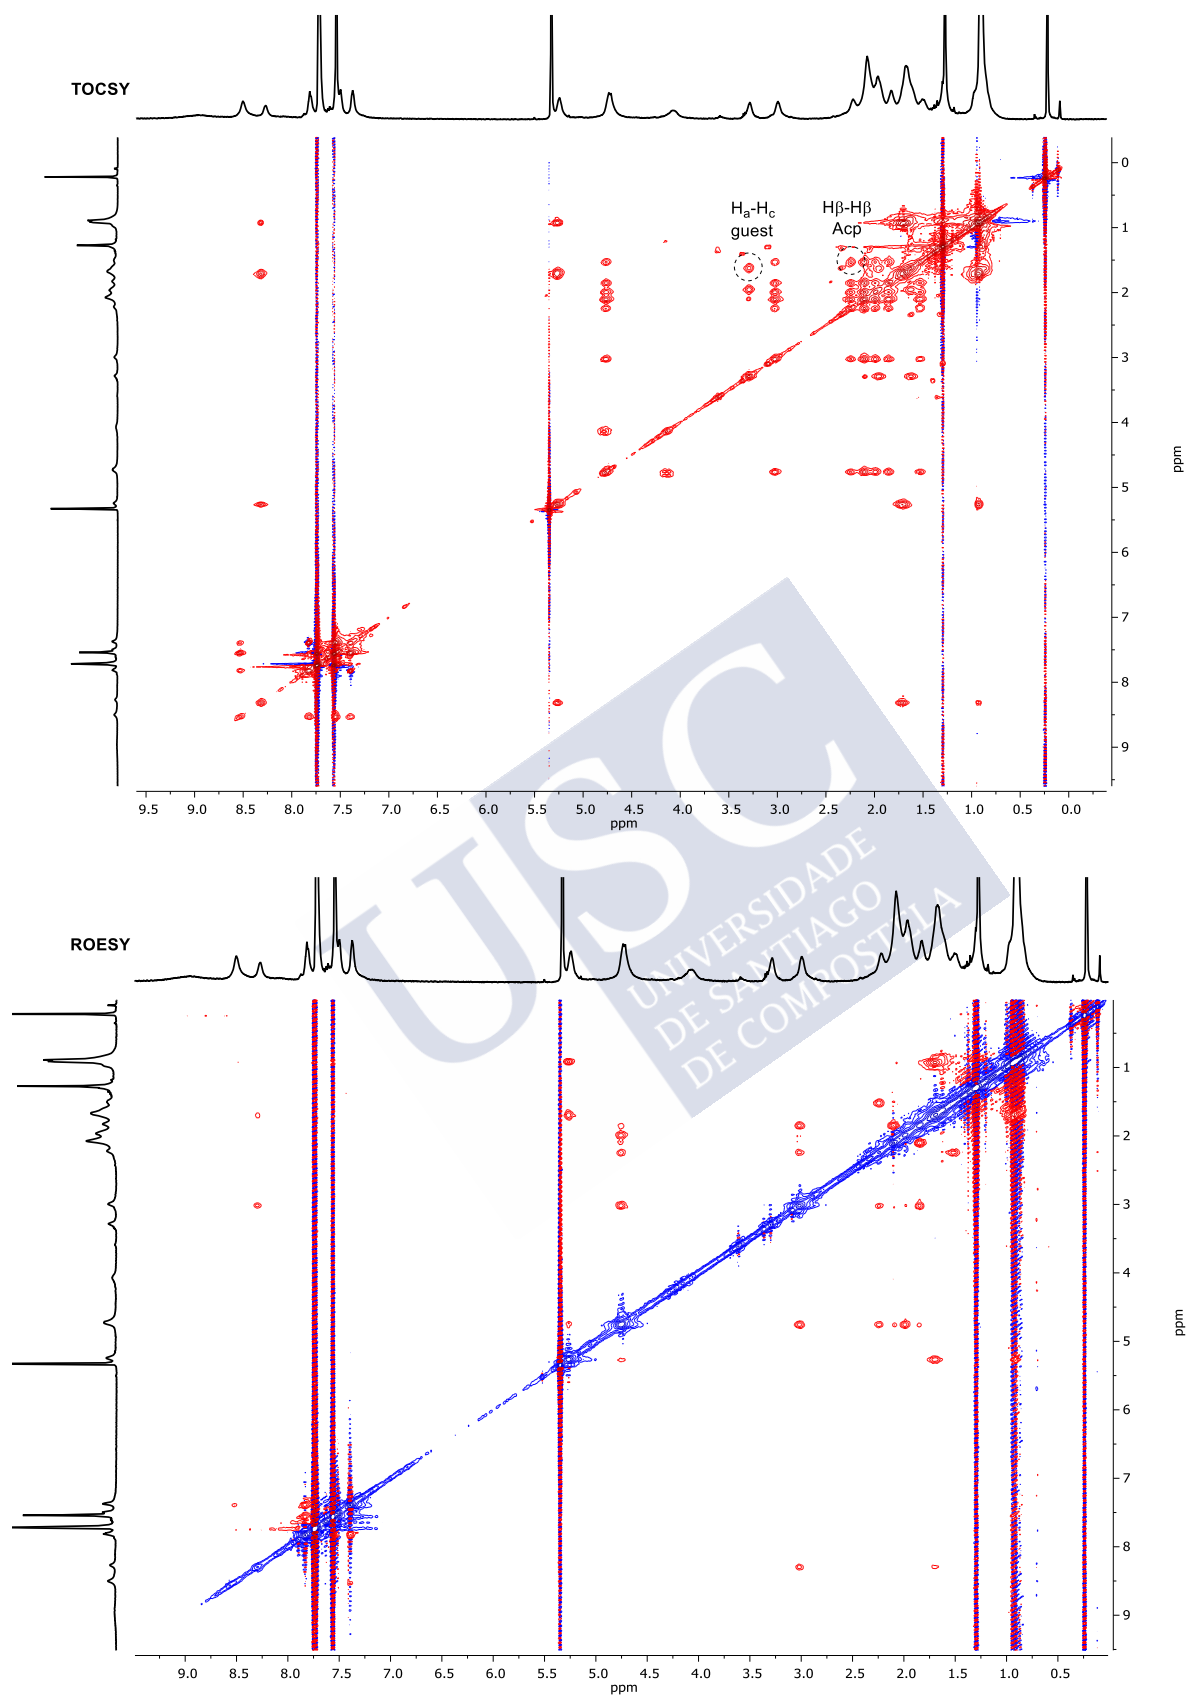 TOCSY
Ha-Hc
guest
Hβ-Hβ
Acp
0
1
2
3
4
5
6
7
8
9
ppm
9.5 9.0 8.5 8.0 7.5 7.0 6.5 6.0 5.5 5.0 4.5 4.0 3.5 3.0 2.5 2.0 1.5 1.0 0.5 0.0
ppm
USC
UNIVERSIDADE
DE SANTIAGO
DE COMPOSTELA
ROESY
1
2
3
4
5
6
7
8
9
ppm
9.0 8.5 8.0 7.5 7.0 6.5 6.0 5.5 5.0 4.5 4.0 3.5 3.0 2.5 2.0 1.5 1.0 0.5
ppm